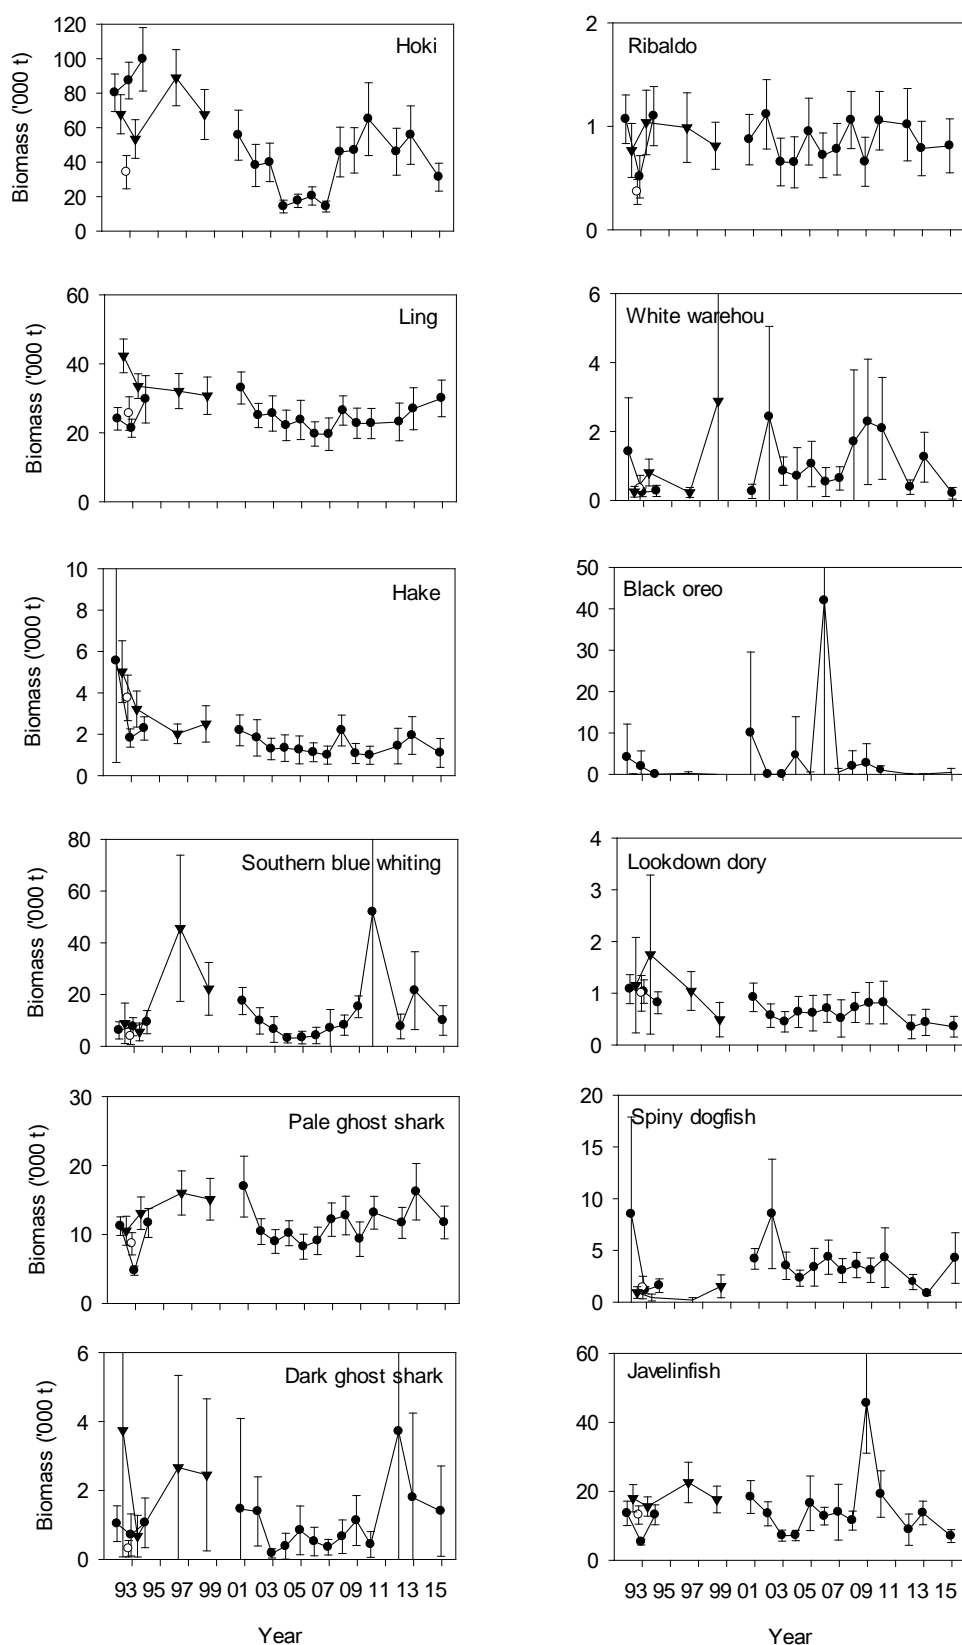 Hoki
Biomass ('000 t)
120
100
80
60
40
20
0
Ribaldo
2
1
0
Ling
Biomass ('000 t)
60
40
20
0
White warehou
6
4
2
0
Hake
Biomass ('000 t)
10
8
6
4
2
0
Black oreo
50
40
30
20
10
0
Southern blue whiting
Biomass ('000 t)
80
60
40
20
0
Lookdown dory
4
3
2
1
0
Pale ghost shark
Biomass ('000 t)
30
20
10
0
Spiny dogfish
20
15
10
5
0
Dark ghost shark
Biomass ('000 t)
6
4
2
0
93 95 97 99 01 03 05 07 09 11 13 15
Year
Javelinfish
60
40
20
0
93 95 97 99 01 03 05 07 09 11 13 15
Year